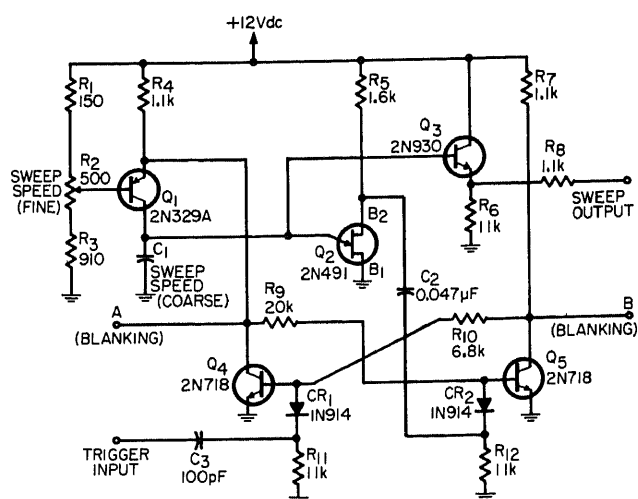 +12Vdc
R1
150
R4
1.1k
R5
1.6k
R7
1.1k
Q3
2N930
R8
1.1k
R2
500
SWEEP
SPEED
(FINE)
Q1
2N329A
SWEEP
OUTPUT
R6
11k
B2
Q2
2N491
B1
R3
910
C1
SWEEP
SPEED
(COARSE)
C2
0.047µF
R9
20k
A
(BLANKING)
B
(BLANKING)
R10
6.8k
Q4
2N718
Q5
2N718
CR1
1N914
CR2
1N914
TRIGGER
INPUT
C3
100pF
R11
11k
R12
11k